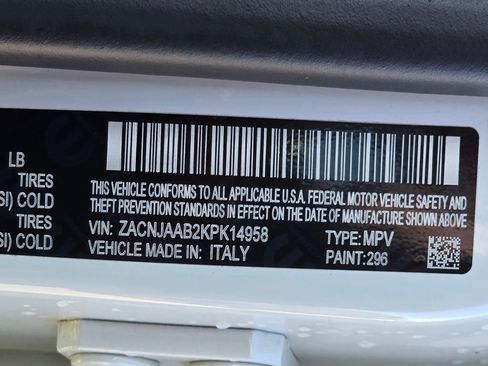 LB
TIRES
SI) COLD
TIRES
SI) COLD
THIS VEHICLE CONFORMS TO ALL APPLICABLE U.S.A. FEDERAL MOTOR VEHICLE SAFETY AND
THEFT PREVENTION STANDARDS IN EFFECT ON THE DATE OF MANUFACTURE SHOWN ABOVE.
VIN: ZACNJAAB2KPK14958 TYPE: MPV
VEHICLE MADE IN: ITALY PAINT: 296